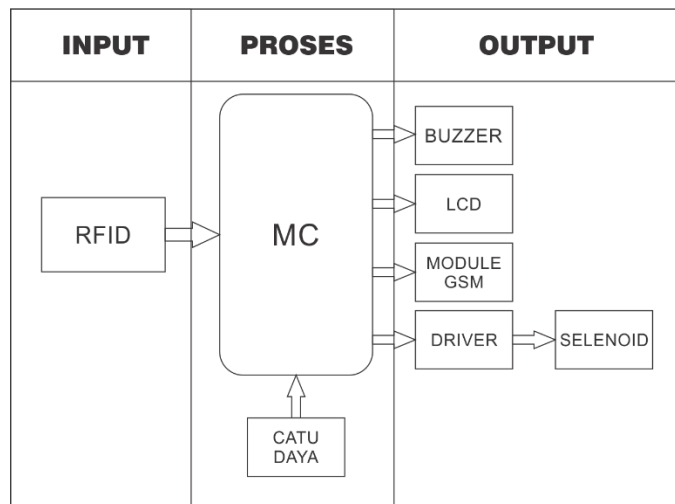 INPUT
PROSES
OUTPUT
RFID
MC
CATU
DAYA
BUZZER
LCD
MODULE
GSM
DRIVER
SELENOID